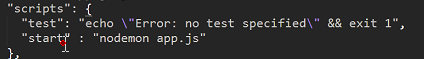 "scripts": {
"test": "echo \"Error: no test specified\" && exit 1",
"start" : "nodemon app.js"
},